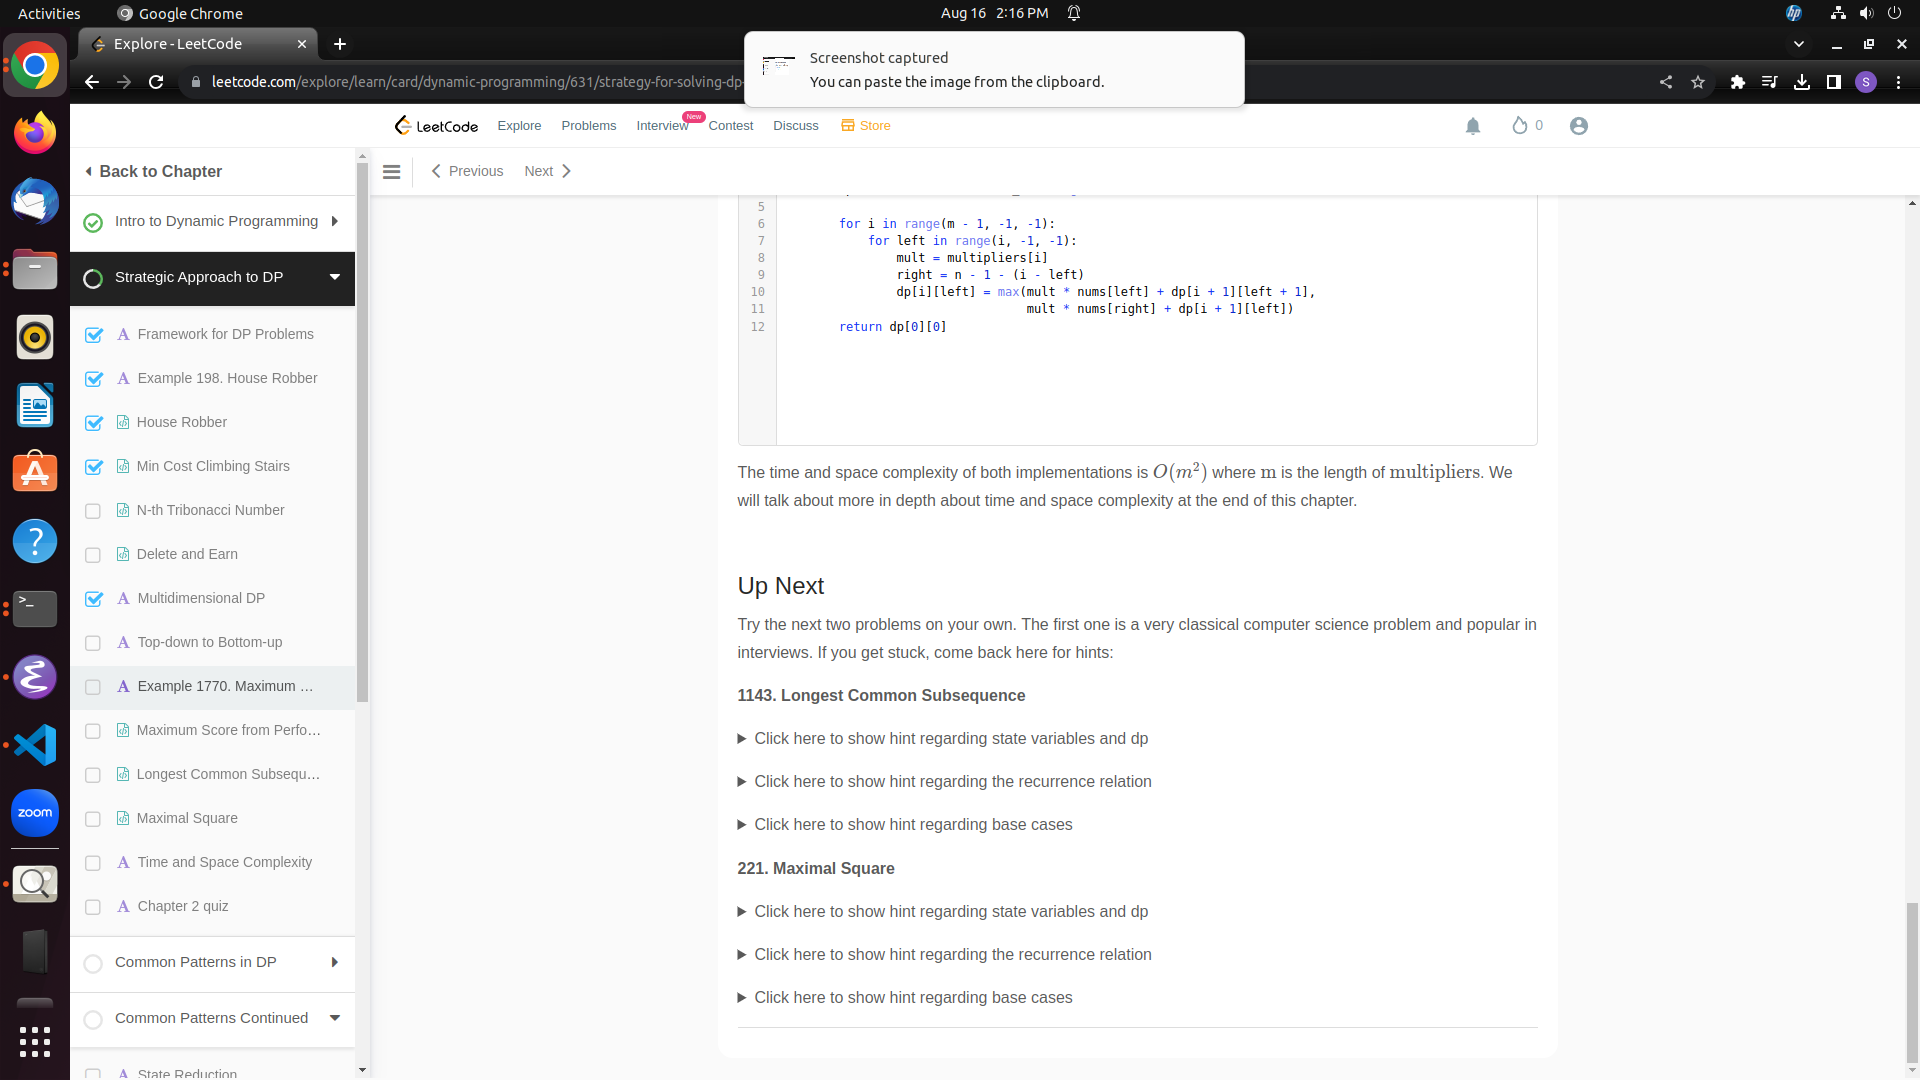 Activities
Google Chrome
Aug 16 2:16 PM
Explore - LeetCode
Screenshot captured
You can paste the image from the clipboard.
leetcode.com/explore/learn/card/dynamic-programming/631/strategy-for-solving-dp-
S
LeetCode
Explore
Problems
Interview
New
Contest
Discuss
Store
0
Back to Chapter
Previous
Next
Intro to Dynamic Programming
Strategic Approach to DP
A Framework for DP Problems
A Example 198. House Robber
House Robber
Min Cost Climbing Stairs
N-th Tribonacci Number
Delete and Earn
A Multidimensional DP
A Top-down to Bottom-up
A Example 1770. Maximum ...
Maximum Score from Perfo...
Longest Common Subsequ...
Maximal Square
A Time and Space Complexity
A Chapter 2 quiz
Common Patterns in DP
Common Patterns Continued
A State Reduction
hp
>_
?
zoom
5
6 for i in range(m - 1, -1, -1):
7 for left in range(i, -1, -1):
8 mult = multipliers[i]
9 right = n - 1 - (i - left)
10 dp[i][left] = max(mult * nums[left] + dp[i + 1][left + 1],
11 mult * nums[right] + dp[i + 1][left])
12 return dp[0][0]
The time and space complexity of both implementations is O(m²) where m is the length of multipliers. We
will talk about more in depth about time and space complexity at the end of this chapter.
Up Next
Try the next two problems on your own. The first one is a very classical computer science problem and popular in
interviews. If you get stuck, come back here for hints:
1143. Longest Common Subsequence
Click here to show hint regarding state variables and dp
Click here to show hint regarding the recurrence relation
Click here to show hint regarding base cases
221. Maximal Square
Click here to show hint regarding state variables and dp
Click here to show hint regarding the recurrence relation
Click here to show hint regarding base cases